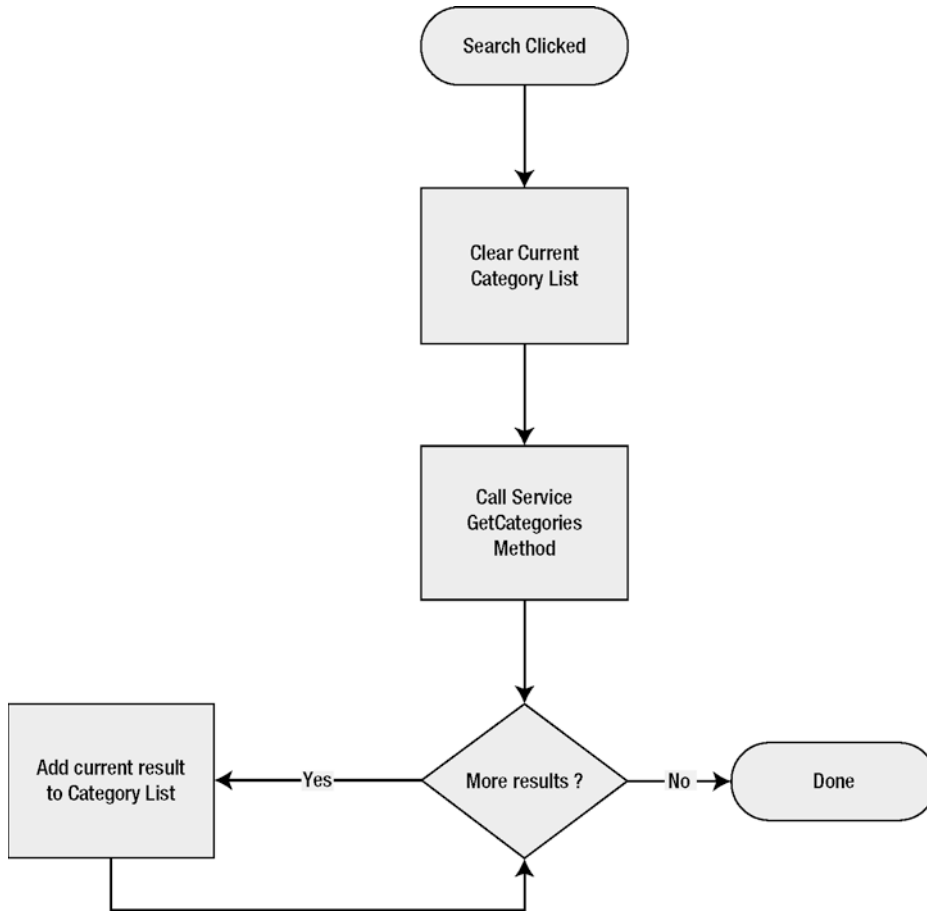 Search Clicked
Clear Current
Category List
Call Service
GetCategories
Method
Add current result
to Category List
Yes
More results ?
No
Done